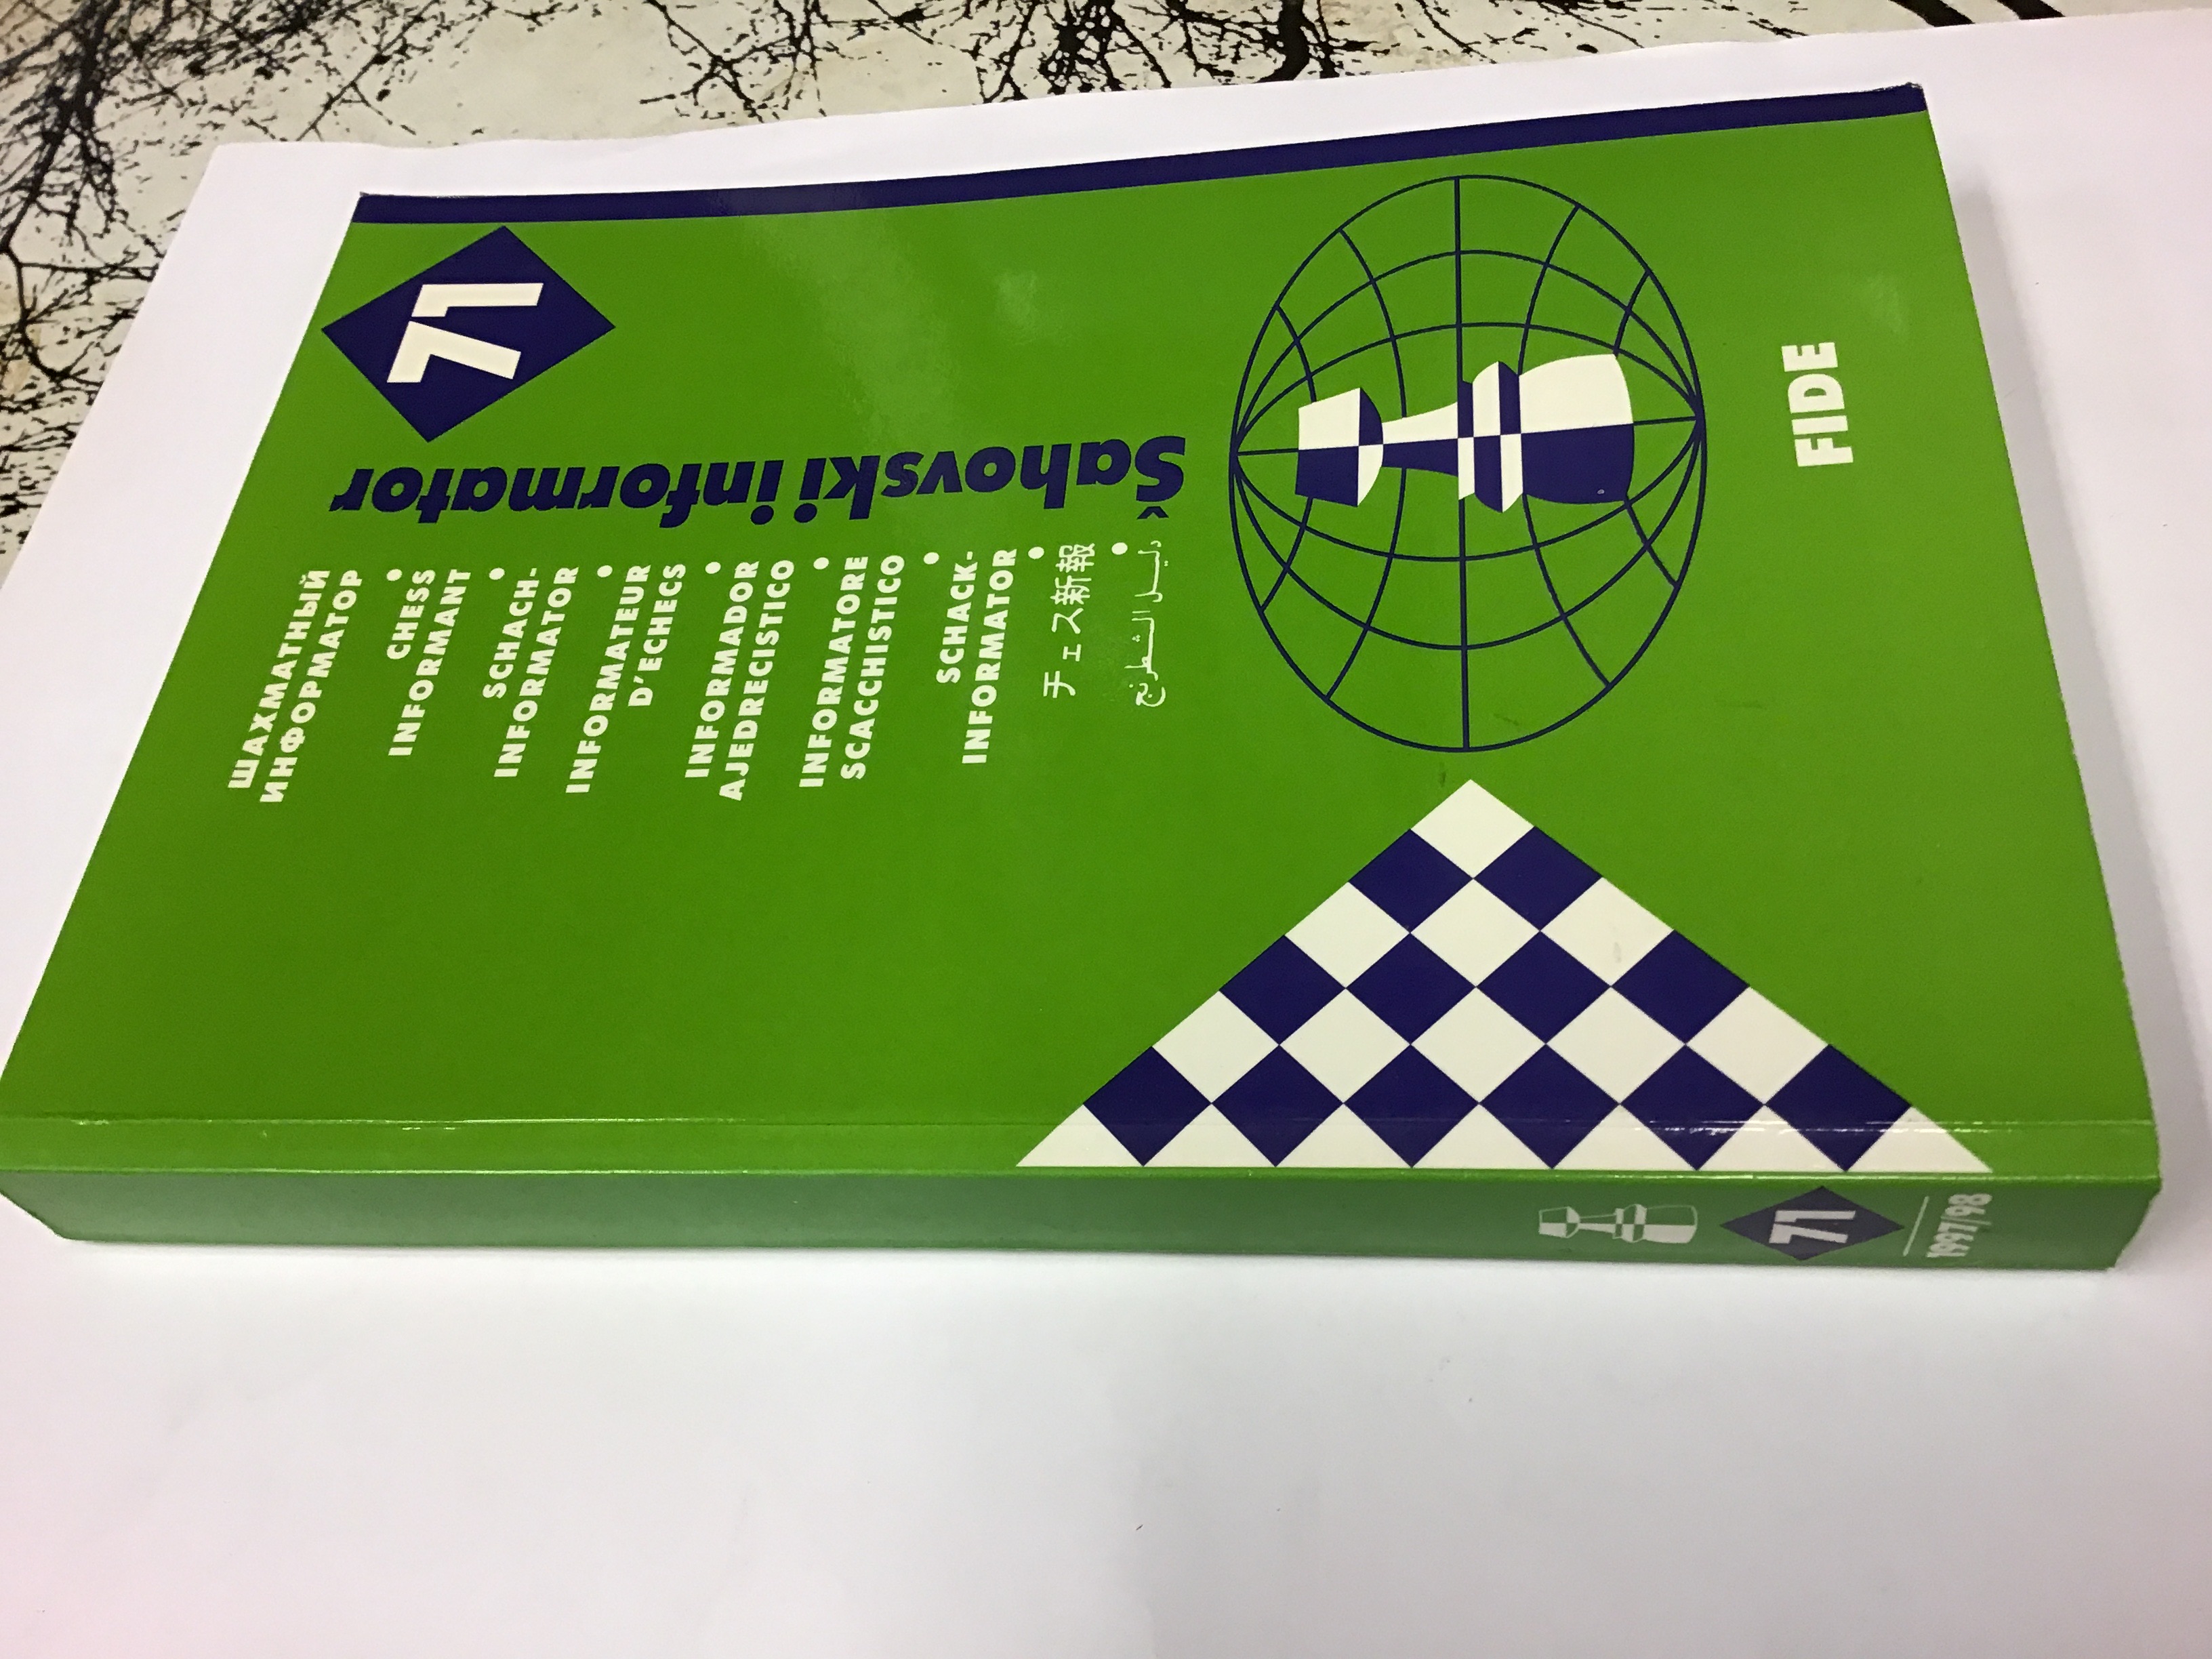 FIDE
Šahovski informator
71
ШАХМАТНЫЙ
ИНФОРМАТОР
•
CHESS
INFORMANT
•
SCHACH-
INFORMATOR
•
INFORMATEUR
D'ECHECS
•
INFORMADOR
AJEDRECISTICO
•
INFORMATORE
SCACCHISTICO
•
SCHACK-
INFORMATOR
•
チェス新報
•
دليل الشطرنج
71
1997/98